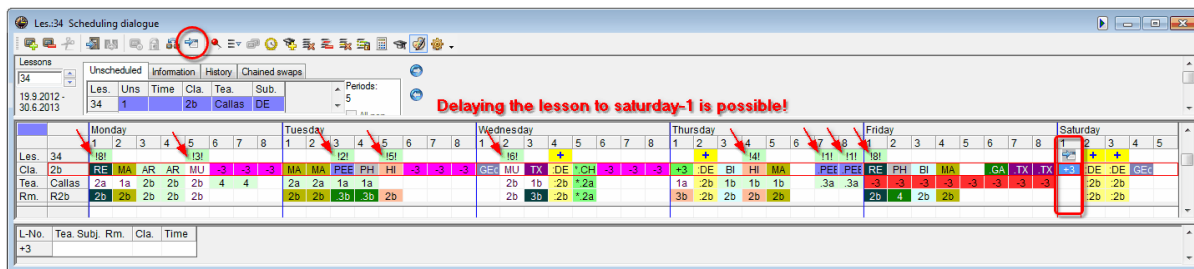 Les.:34 Scheduling dialogue
Lessons
34
19.9.2012 -
30.6.2013
Unscheduled Information History Chained swaps
Les. Uns Time Cla. Tea. Sub.
34 1 2b Callas DE
Periods:
5
Delaying the lesson to saturday-1 is possible!
Monday Tuesday Wednesday Thursday Friday Saturday
1 2 3 4 5 6 7 8 1 2 3 4 5 6 7 8 1 2 3 4 5 6 7 8 1 2 3 4 5 6 7 8 1 2 3 4 5 6 7 8 1 2 3 4 5
Les. 34 !8! !3! !2! !5! !6! + + !4! !1! !1! !8! + +
Cla. 2b RE MA AR AR MU -3 -3 -3 MA MA PEE PH HI -3 -3 -3 GEC MU TX :DE *.CH -3 -3 -3 +3 :DE BI HI MA PEE PEE RE PH BI MA .GA .TX .TX +3 :DE :DE GEC
Tea. Callas 2a 1a 2b 2b 2b 4 4 2a 2a 1a 1a 2b 1b :2b *.2a 1a :2b 1b 1b 1b .3a .3a -3 -3 -3 -3 -3 -3 -3 -3 :2b :2b
Rm. R2b 2b 2b 2b 2b 2b 2b 2b .3b .3b 2b 2b 3b :2b *.2a 3b :2b 2b 2b 2b 2b 4 2b 2b :2b :2b
L-No. Tea. Subj. Rm. Cla. Time
+3